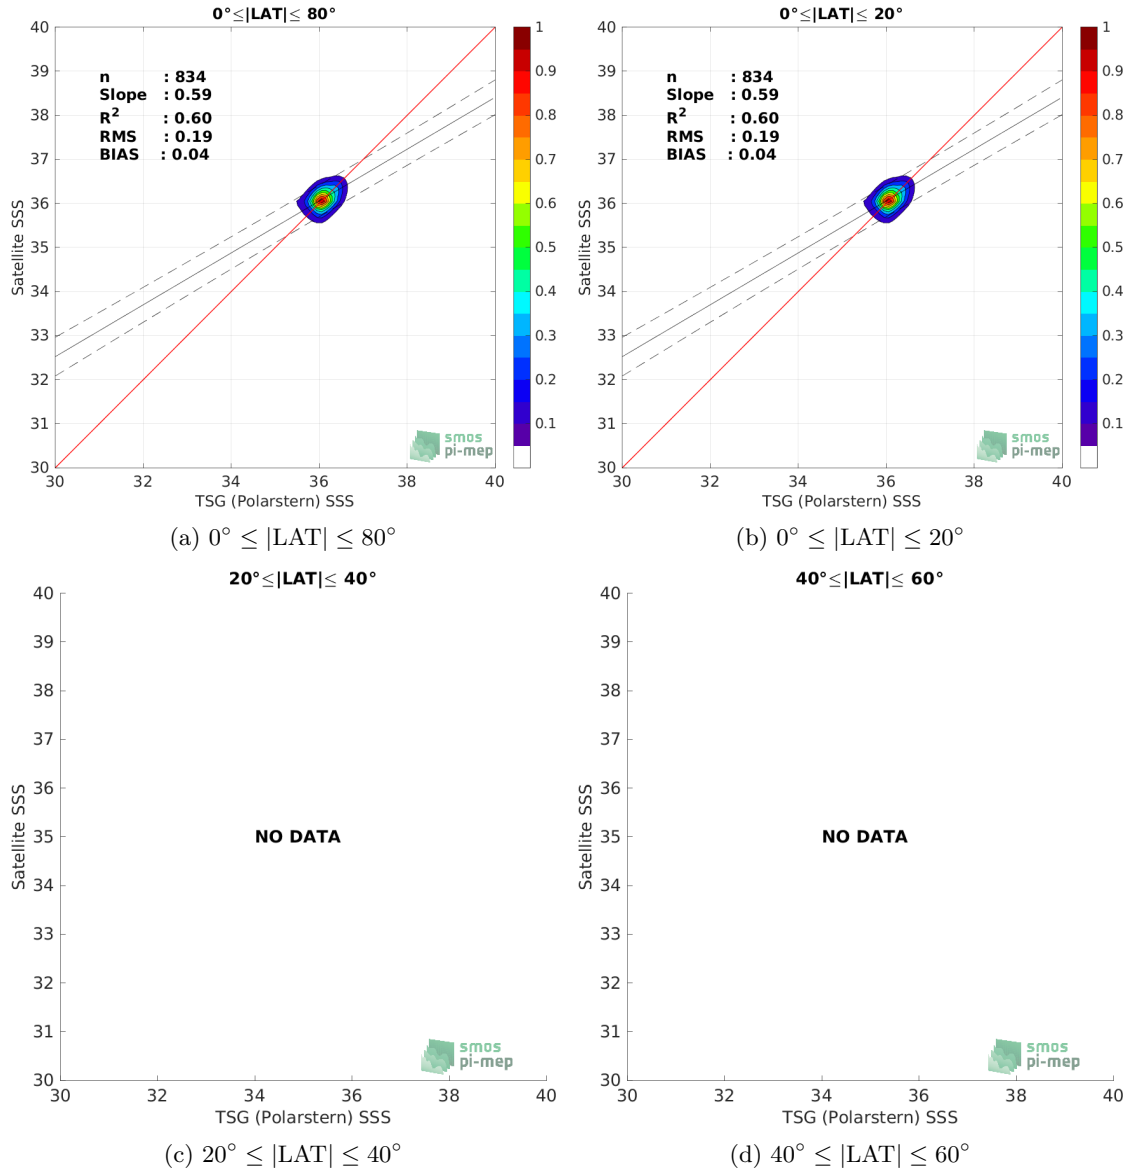 0°≤|LAT|≤ 80°
40
39
38
37
36
35
34
33
32
31
30
Satellite SSS
n : 834
Slope : 0.59
R² : 0.60
RMS : 0.19
BIAS : 0.04
smos
pi-mep
30 32 34 36 38 40
TSG (Polarstern) SSS
1
0.9
0.8
0.7
0.6
0.5
0.4
0.3
0.2
0.1
(a) 0° ≤ |LAT| ≤ 80°
0°≤|LAT|≤ 20°
40
39
38
37
36
35
34
33
32
31
30
Satellite SSS
n : 834
Slope : 0.59
R² : 0.60
RMS : 0.19
BIAS : 0.04
smos
pi-mep
30 32 34 36 38 40
TSG (Polarstern) SSS
1
0.9
0.8
0.7
0.6
0.5
0.4
0.3
0.2
0.1
(b) 0° ≤ |LAT| ≤ 20°
20°≤|LAT|≤ 40°
40
39
38
37
36
35
34
33
32
31
30
Satellite SSS
NO DATA
smos
pi-mep
30 32 34 36 38 40
TSG (Polarstern) SSS
(c) 20° ≤ |LAT| ≤ 40°
40°≤|LAT|≤ 60°
40
39
38
37
36
35
34
33
32
31
30
Satellite SSS
NO DATA
smos
pi-mep
30 32 34 36 38 40
TSG (Polarstern) SSS
(d) 40° ≤ |LAT| ≤ 60°